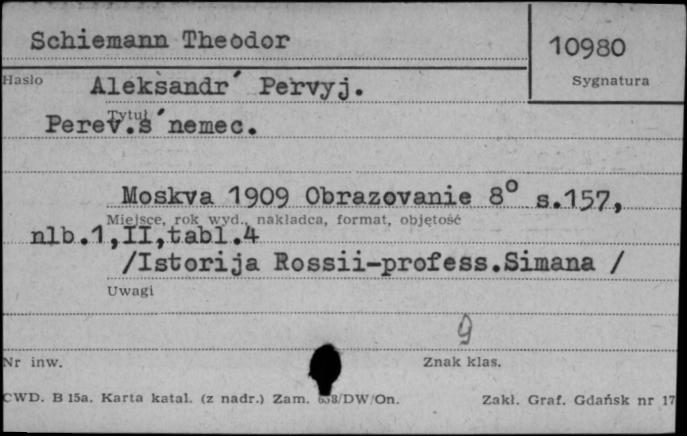 Schiemann Theodor
10980
Hasło
Sygnatura
Aleksandr´ Pervyj.
Tytuł
Perev.s´nemec.
Moskva 1909 Obrazovanie 8° s.157,
Miejsce, rok wyd., nakładca, format, objętość
nlb.1,II,tabl.4
/Istorija Rossii-profess.Simana /
Uwagi
9
Nr inw.
Znak klas.
CWD. B 15a. Karta katal. (z nadr.) Zam. /DW/On.
Zakł. Graf. Gdańsk nr 17